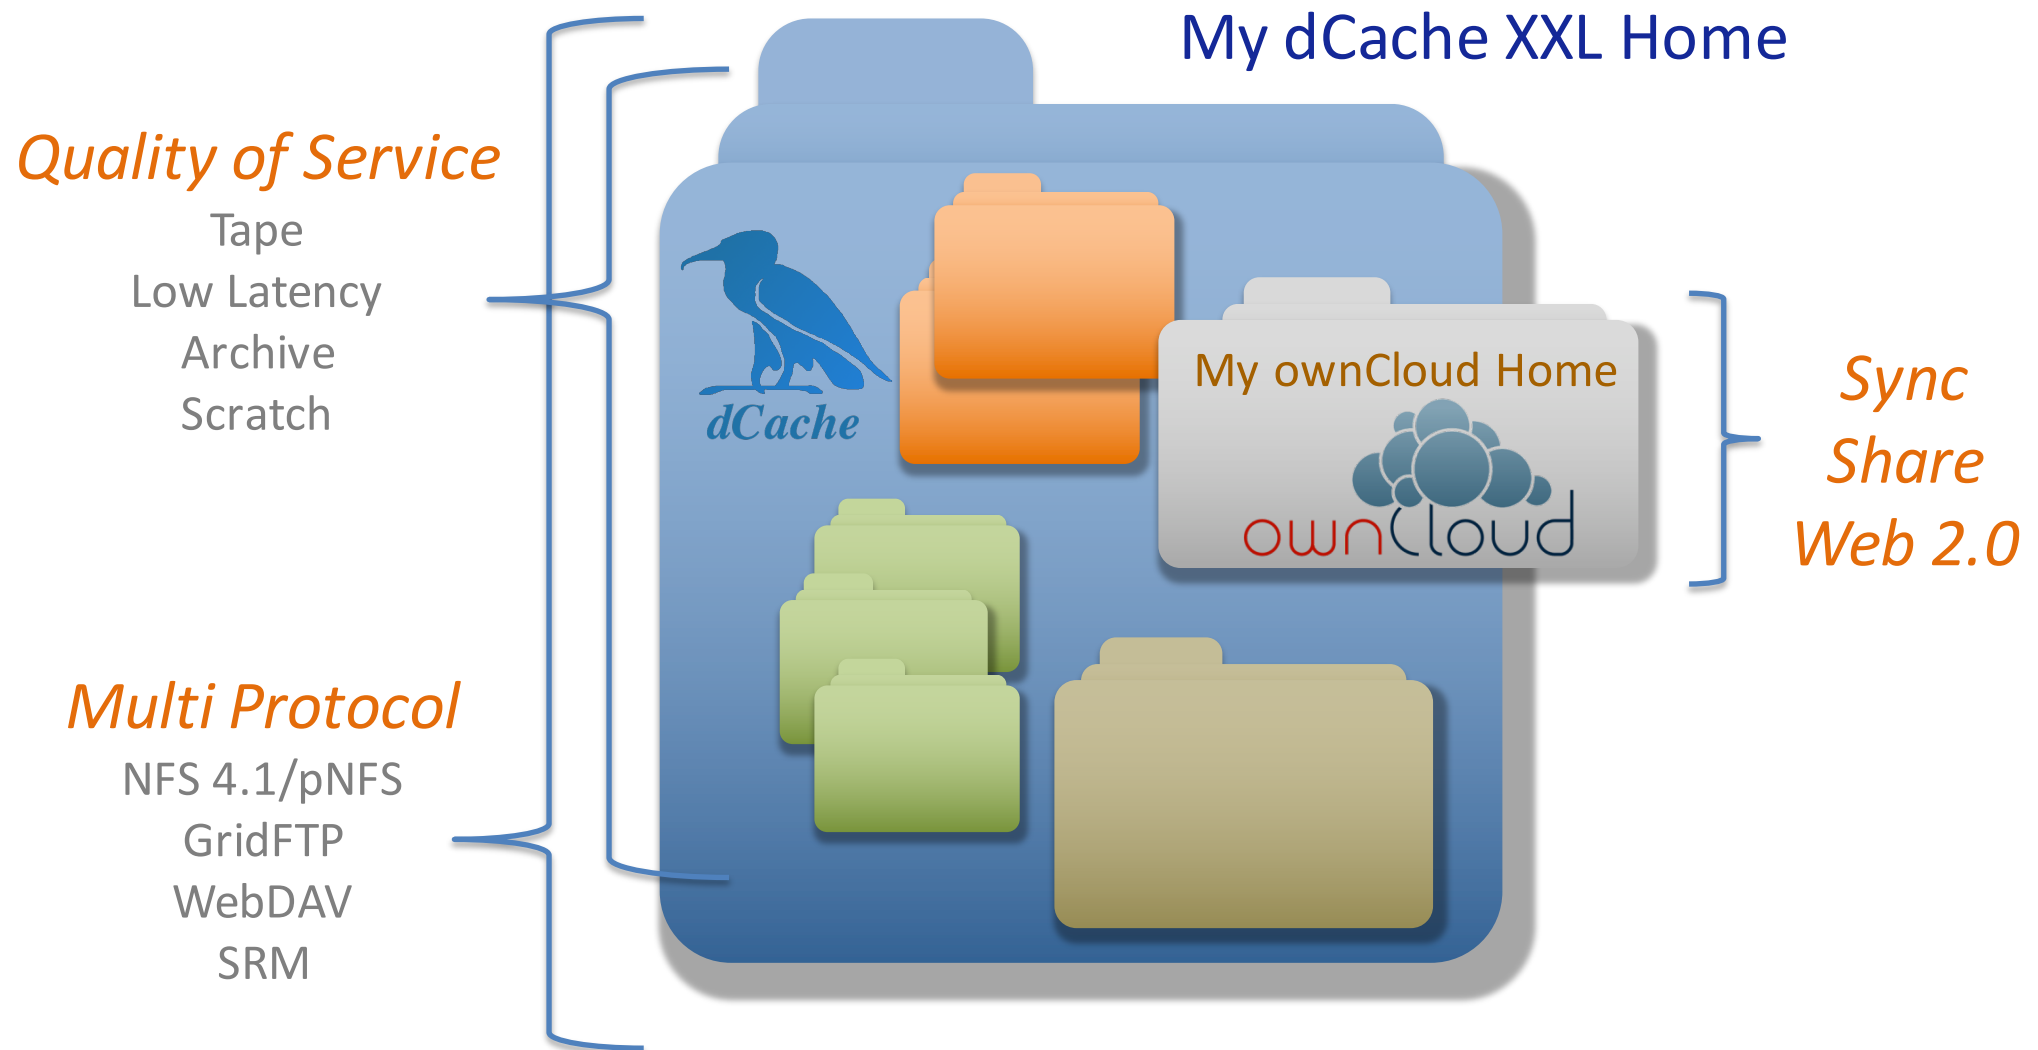 My dCache XXL Home
Quality of Service
Tape
Low Latency
Archive
Scratch
Multi Protocol
NFS 4.1/pNFS
GridFTP
WebDAV
SRM
dCache
My ownCloud Home
ownCloud
Sync
Share
Web 2.0